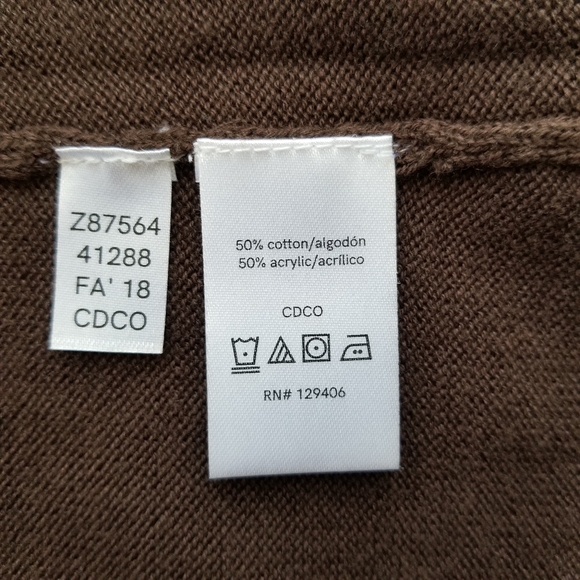 Z87564
41288
FA' 18
CDCO
50% cotton/algodón
50% acrylic/acrílico
CDCO
RN# 129406